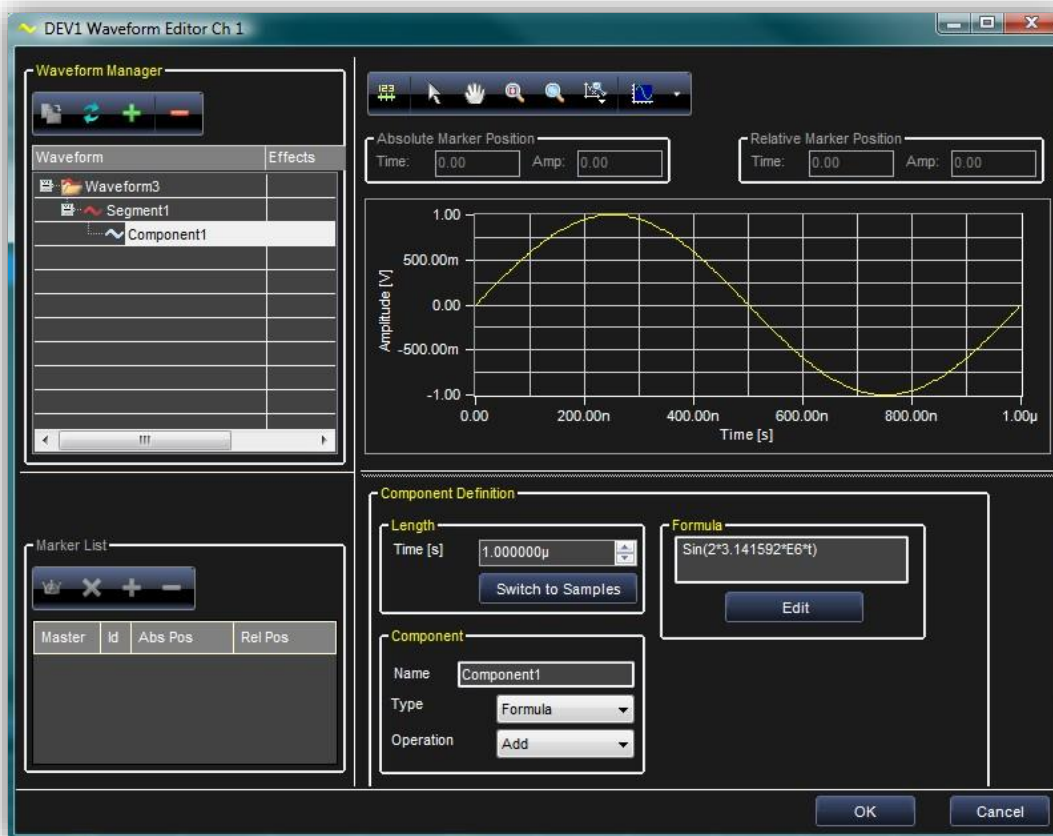 DEV1 Waveform Editor Ch 1
Waveform Manager
Waveform Effects
Waveform3
Segment1
Component1
Marker List
Master Id Abs Pos Rel Pos
123
Absolute Marker Position
Time: 0.00 Amp: 0.00
Relative Marker Position
Time: 0.00 Amp: 0.00
Amplitude [V]
1.00
500.00m
0.00
-500.00m
-1.00
0.00 200.00n 400.00n 600.00n 800.00n 1.00µ
Time [s]
Component Definition
Length
Time [s] 1.000000µ
Switch to Samples
Formula
Sin(2*3.141592*E6*t)
Edit
Component
Name Component1
Type Formula
Operation Add
OK Cancel